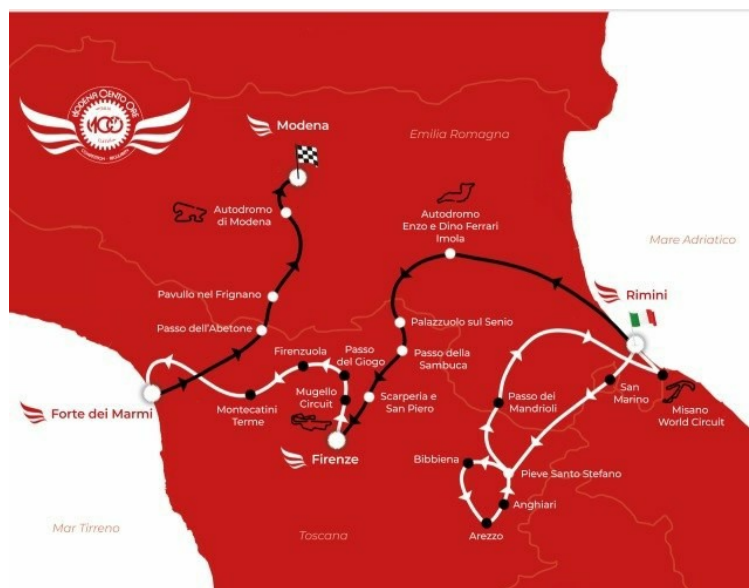 MODENA CENTO ORE
Modena
Emilia Romagna
Autodromo
di Modena
Autodromo
Enzo e Dino Ferrari
Imola
Mare Adriatico
Pavullo nel Frignano
Rimini
Passo dell'Abetone
Palazzuolo sul Senio
Firenzuola
Passo
del Giogo
Passo della
Sambuca
Forte dei Marmi
Montecatini
Terme
Mugello
Circuit
Scarperia e
San Piero
Passo dei
Mandrioli
San
Marino
Misano
World Circuit
Firenze
Bibbiena
Pieve Santo Stefano
Anghiari
Arezzo
Mar Tirreno
Toscana